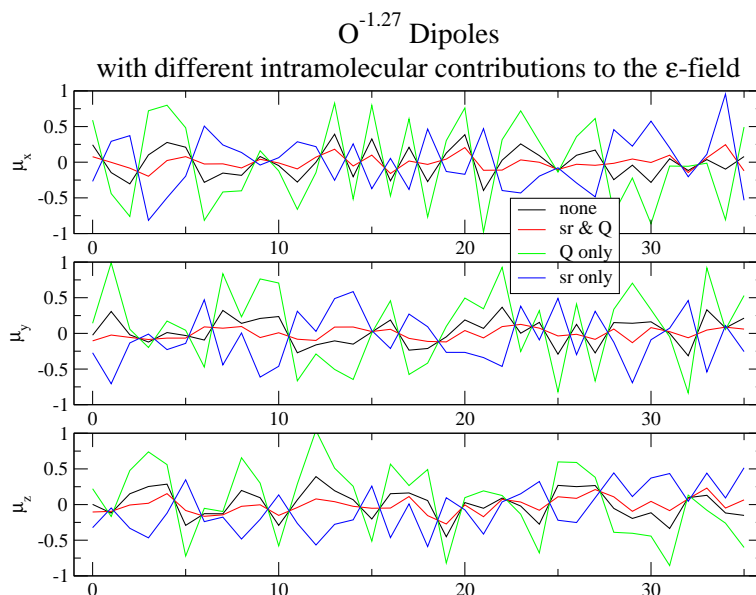 O^-1.27 Dipoles
with different intramolecular contributions to the ε-field
1
0.5
0
-0.5
-1
μx
0 10 20 30
none
sr & Q
Q only
sr only
1
0.5
0
-0.5
-1
μy
0 10 20 30
1
0.5
0
-0.5
-1
μz
0 10 20 30